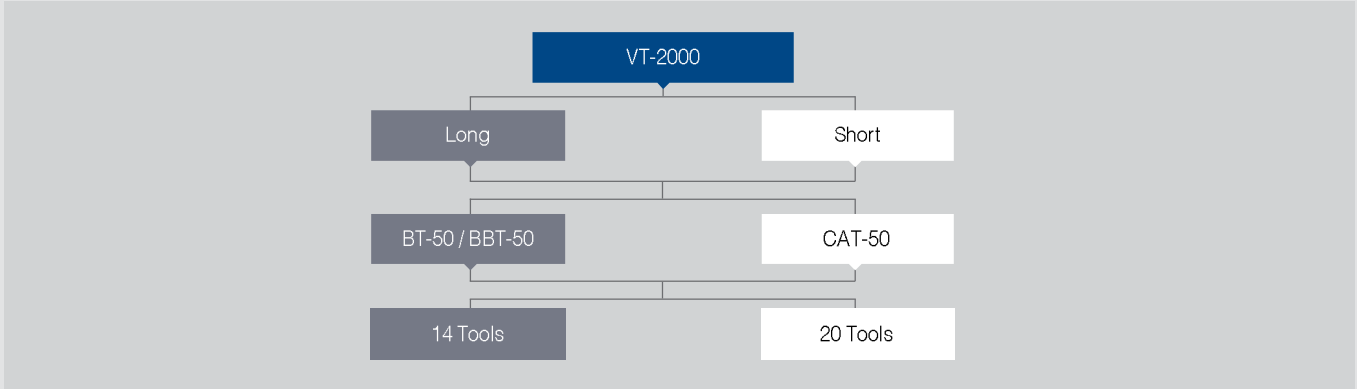 VT-2000
Long
Short
BT-50 / BBT-50
CAT-50
14 Tools
20 Tools